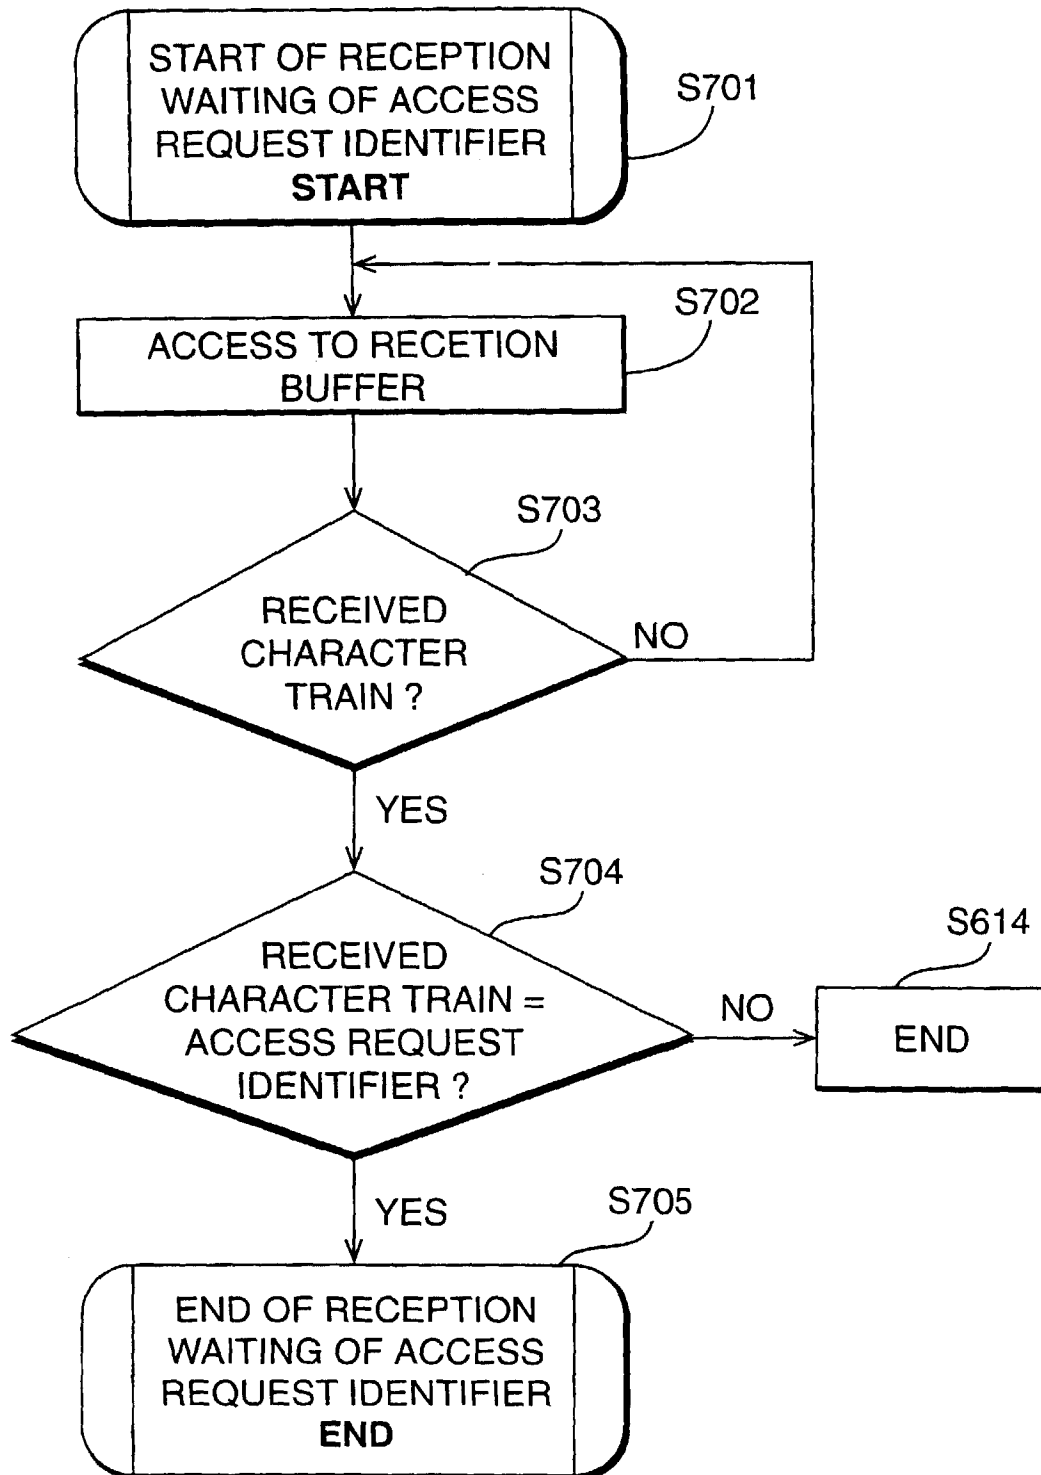 START OF RECEPTION
WAITING OF ACCESS
REQUEST IDENTIFIER
START
S701
S702
ACCESS TO RECETION
BUFFER
S703
RECEIVED
CHARACTER
TRAIN ?
NO
YES
S704
RECEIVED
CHARACTER TRAIN =
ACCESS REQUEST
IDENTIFIER ?
NO
S614
END
YES
S705
END OF RECEPTION
WAITING OF ACCESS
REQUEST IDENTIFIER
END